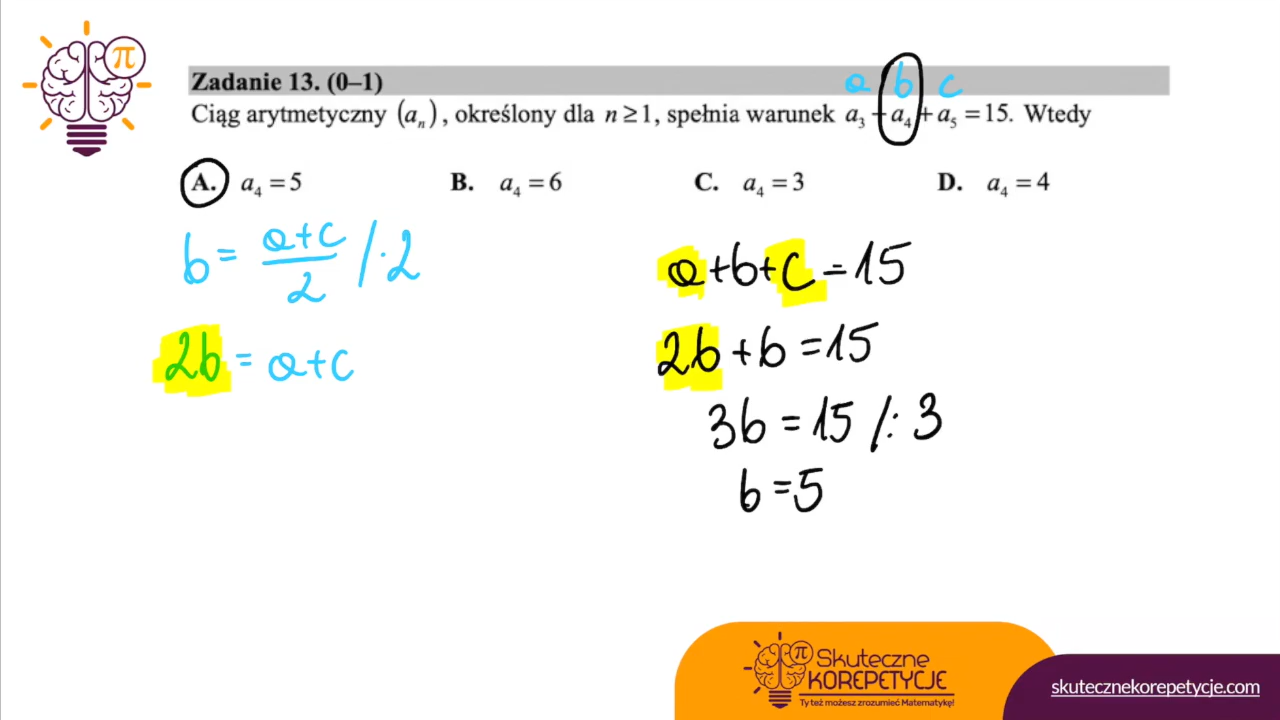 π
Zadanie 13. (0–1)
a b c
Ciąg arytmetyczny (aₙ), określony dla n ≥ 1, spełnia warunek a₃ + a₄ + a₅ = 15. Wtedy
A. a₄ = 5 B. a₄ = 6 C. a₄ = 3 D. a₄ = 4
b = (a+c)/2 /·2
2b = a+c
a+b+c=15
2b+b=15
3b=15 /:3
b=5
π
Skuteczne
KOREPETYCJE
Ty też możesz zrozumieć Matematykę!
skutecznekorepetycje.com